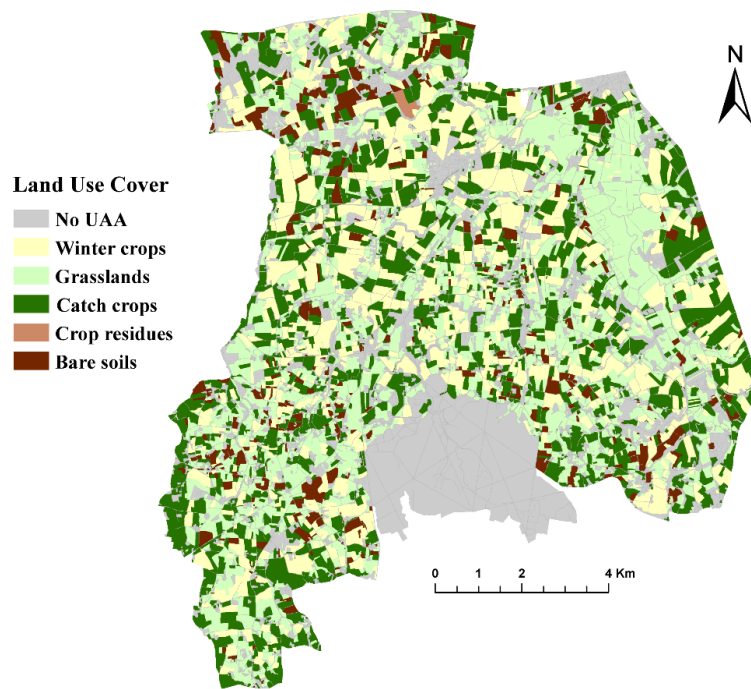 N
Land Use Cover
No UAA
Winter crops
Grasslands
Catch crops
Crop residues
Bare soils
0 1 2 4 Km